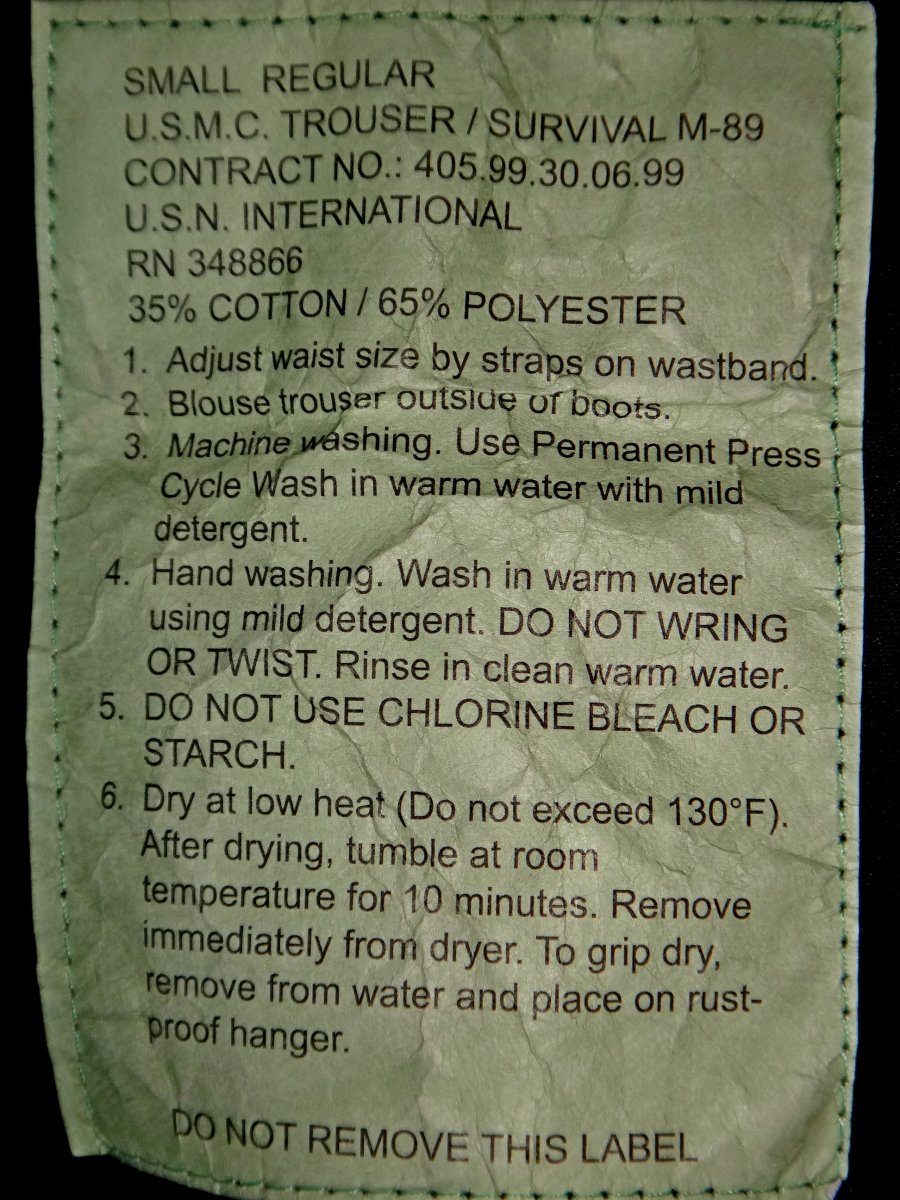 SMALL REGULAR
U.S.M.C. TROUSER / SURVIVAL M-89
CONTRACT NO.: 405.99.30.06.99
U.S.N. INTERNATIONAL
RN 348866
35% COTTON / 65% POLYESTER
1. Adjust waist size by straps on wastband.
2. Blouse trouser outside of boots.
3. Machine washing. Use Permanent Press
Cycle Wash in warm water with mild
detergent.
4. Hand washing. Wash in warm water
using mild detergent. DO NOT WRING
OR TWIST. Rinse in clean warm water.
5. DO NOT USE CHLORINE BLEACH OR
STARCH.
6. Dry at low heat (Do not exceed 130°F).
After drying, tumble at room
temperature for 10 minutes. Remove
immediately from dryer. To grip dry,
remove from water and place on rust-
proof hanger.
DO NOT REMOVE THIS LABEL